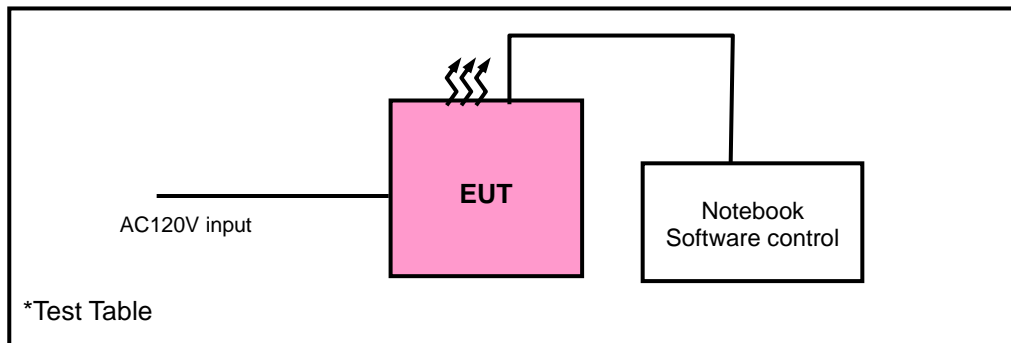 EUT
AC120V input
Notebook
Software control
*Test Table